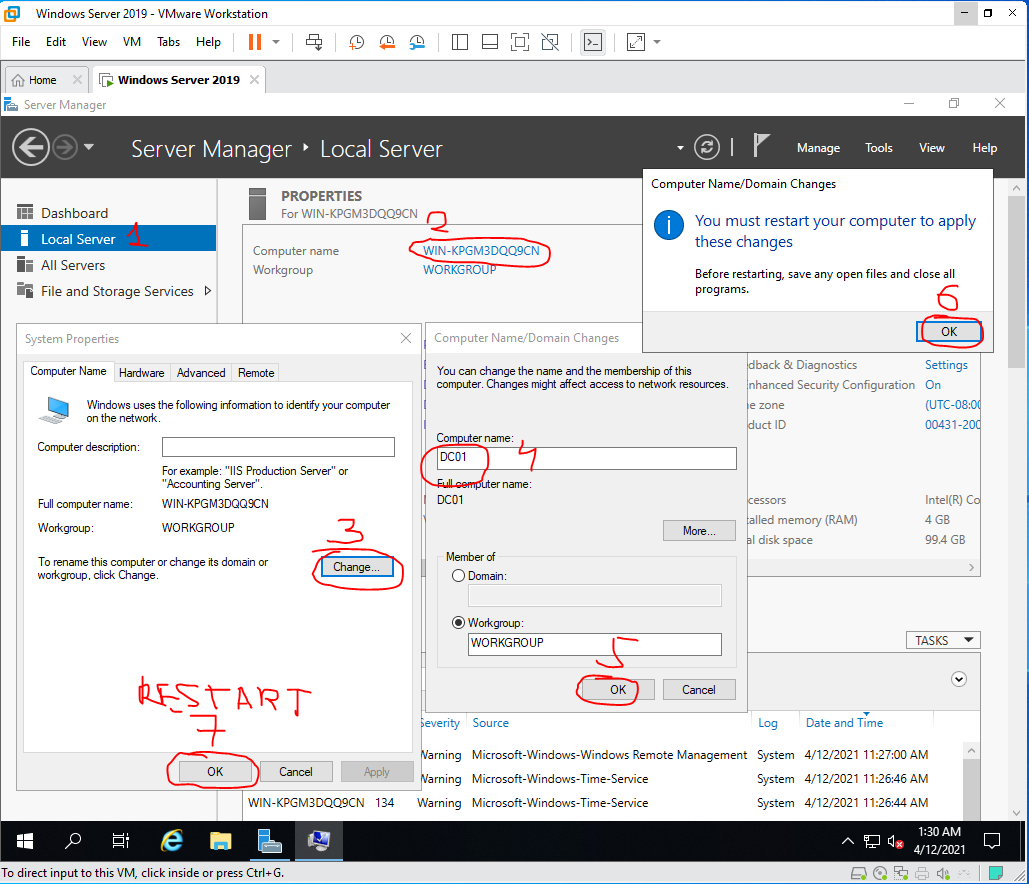 Windows Server 2019 - VMware Workstation
File Edit View VM Tabs Help
Home Windows Server 2019
Server Manager
Server Manager Local Server
Manage Tools View Help
Dashboard
Local Server 1
All Servers
File and Storage Services
PROPERTIES
For WIN-KPGM3DQQ9CN
2
Computer name WIN-KPGM3DQQ9CN
Workgroup WORKGROUP
Computer Name/Domain Changes
You must restart your computer to apply
these changes
Before restarting, save any open files and close all
programs.
6
OK
System Properties
Computer Name Hardware Advanced Remote
Windows uses the following information to identify your computer
on the network.
Computer description:
For example: "IIS Production Server" or
"Accounting Server".
Full computer name: WIN-KPGM3DQQ9CN
Workgroup: WORKGROUP
3
To rename this computer or change its domain or
workgroup, click Change.
Change...
RESTART
7
OK Cancel Apply
Computer Name/Domain Changes
You can change the name and the membership of this
computer. Changes might affect access to network resources.
Computer name:
DC01 4
Full computer name:
DC01
More...
Member of
Domain:
Workgroup:
WORKGROUP
5
OK Cancel
dback & Diagnostics Settings
nhanced Security Configuration On
e zone (UTC-08:00
duct ID 00431-200
cessors Intel(R) Co
alled memory (RAM) 4 GB
al disk space 99.4 GB
TASKS
Severity Source Log Date and Time
Warning Microsoft-Windows-Windows Remote Management System 4/12/2021 11:27:00 AM
Warning Microsoft-Windows-Time-Service System 4/12/2021 11:26:46 AM
WIN-KPGM3DQQ9CN 134 Warning Microsoft-Windows-Time-Service System 4/12/2021 11:26:44 AM
1:30 AM
4/12/2021
To direct input to this VM, click inside or press Ctrl+G.